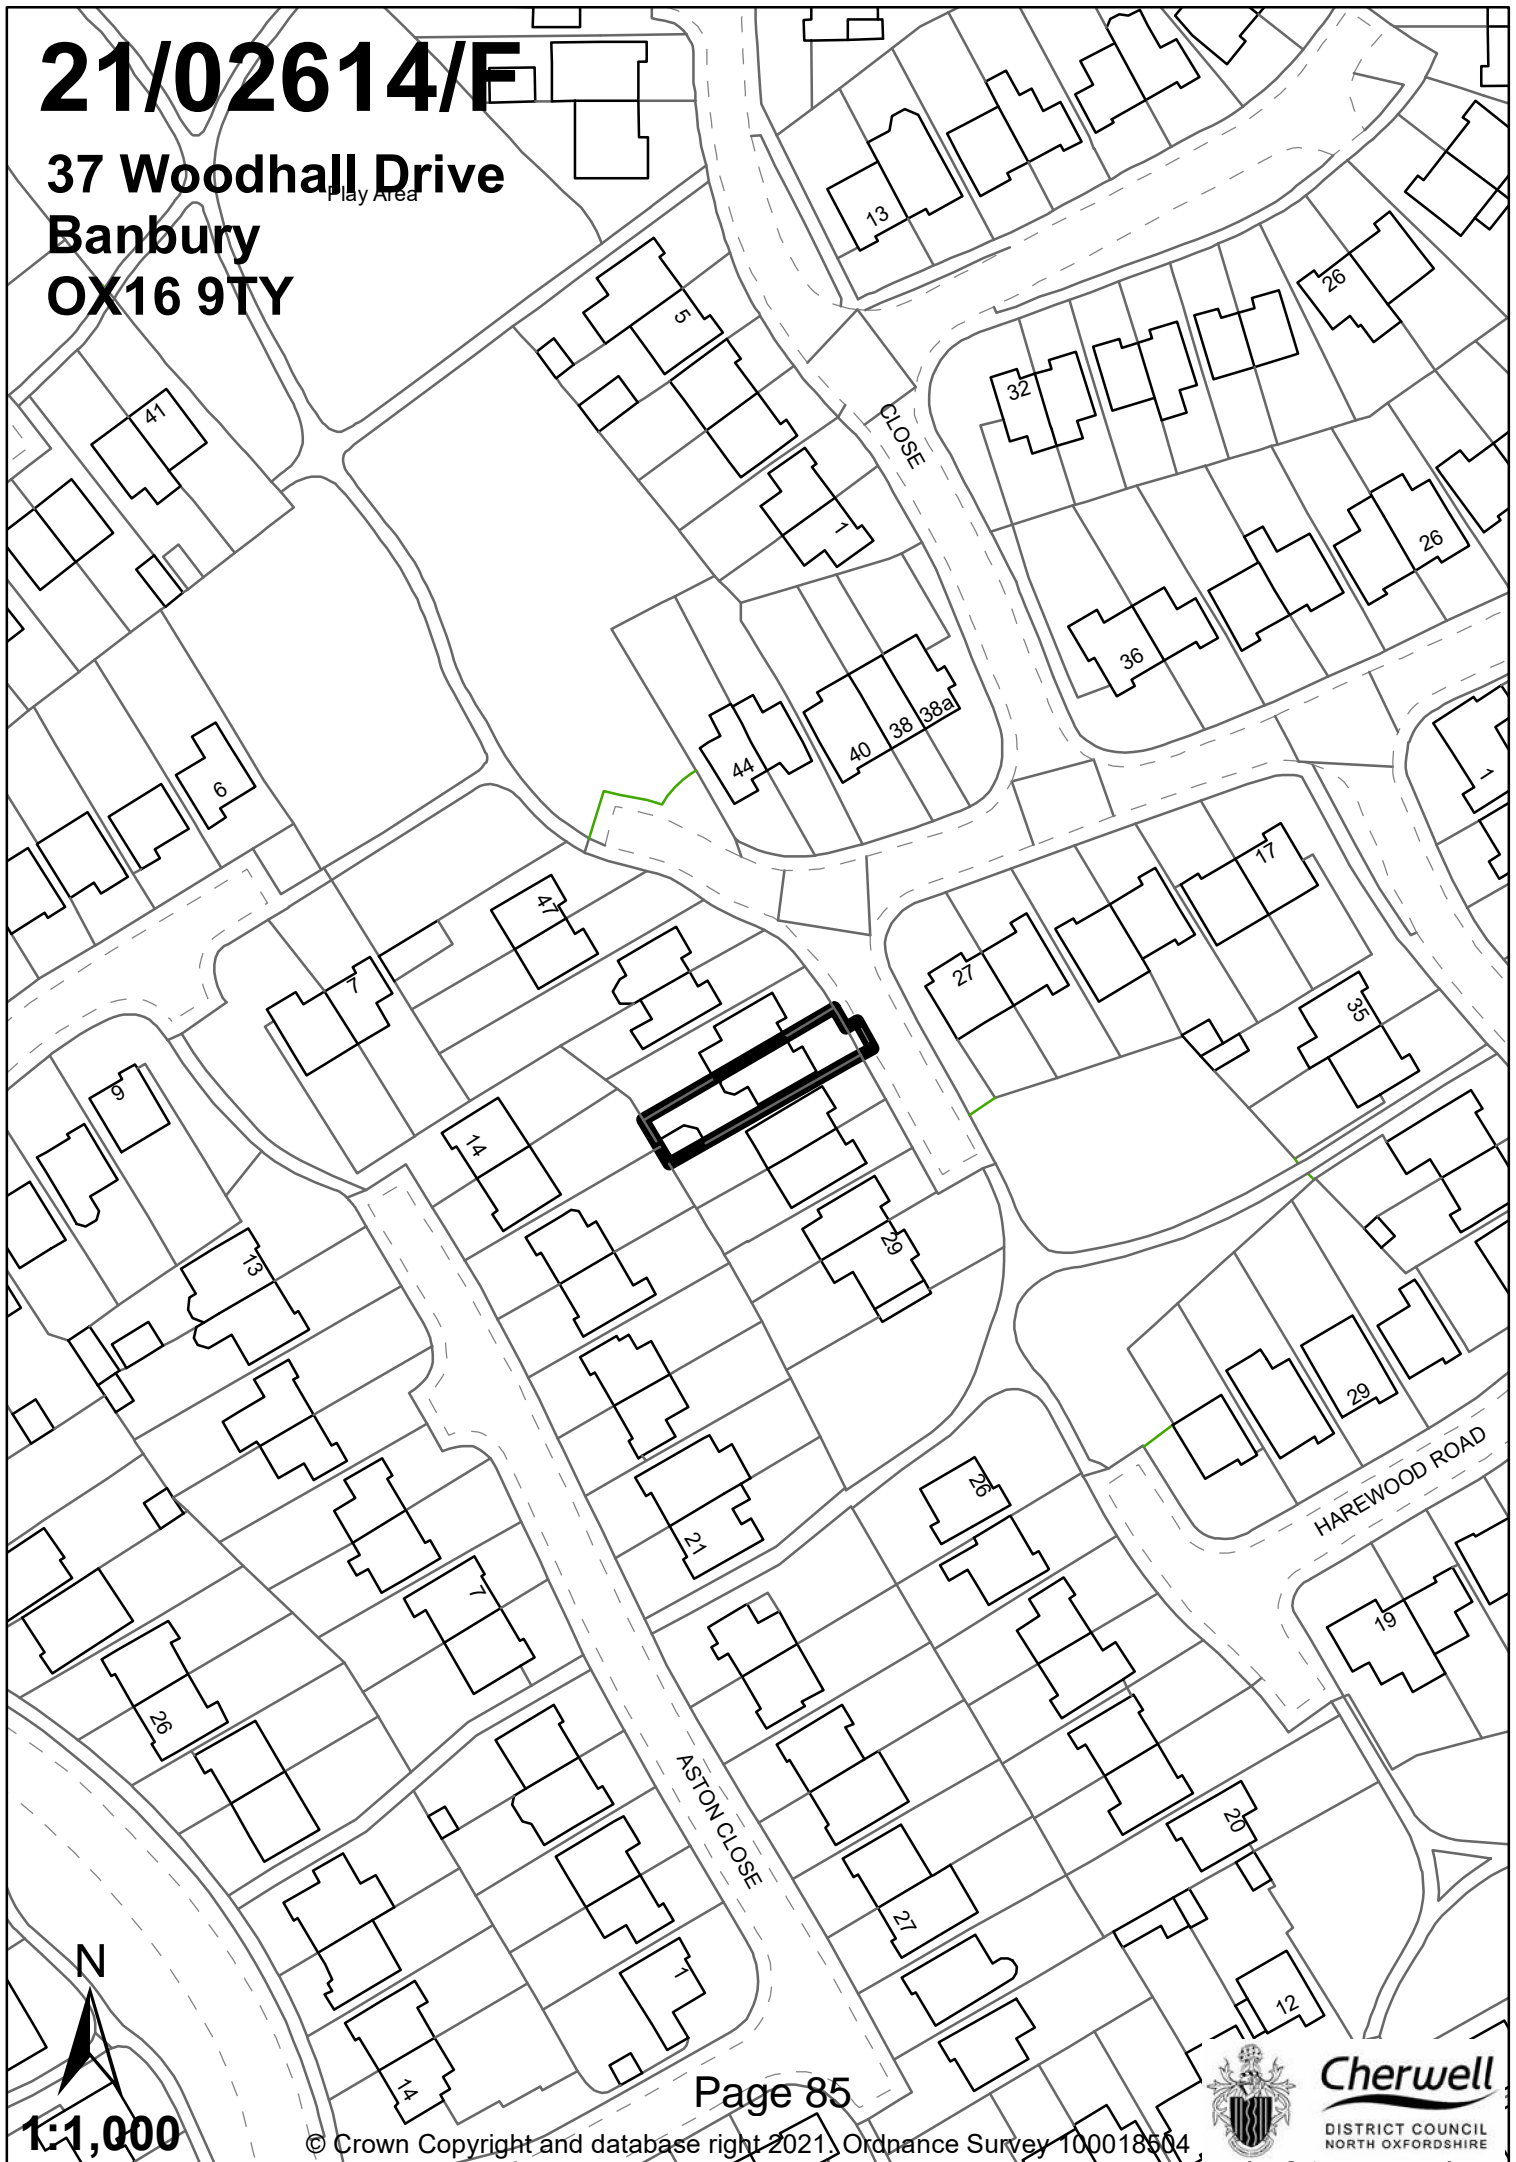 21/02614/F
37 Woodhall Drive
Play Area
Banbury
OX16 9TY
13
5
26
32
41
CLOSE
1
26
36
38a
38
40
44
1
6
17
47
27
7
35
9
14
29
13
29
26
HAREWOOD ROAD
21
7
19
26
ASTON CLOSE
20
27
1
12
14
N
Page 85
Cherwell
DISTRICT COUNCIL
NORTH OXFORDSHIRE
1:1,000
© Crown Copyright and database right 2021. Ordnance Survey 100018504